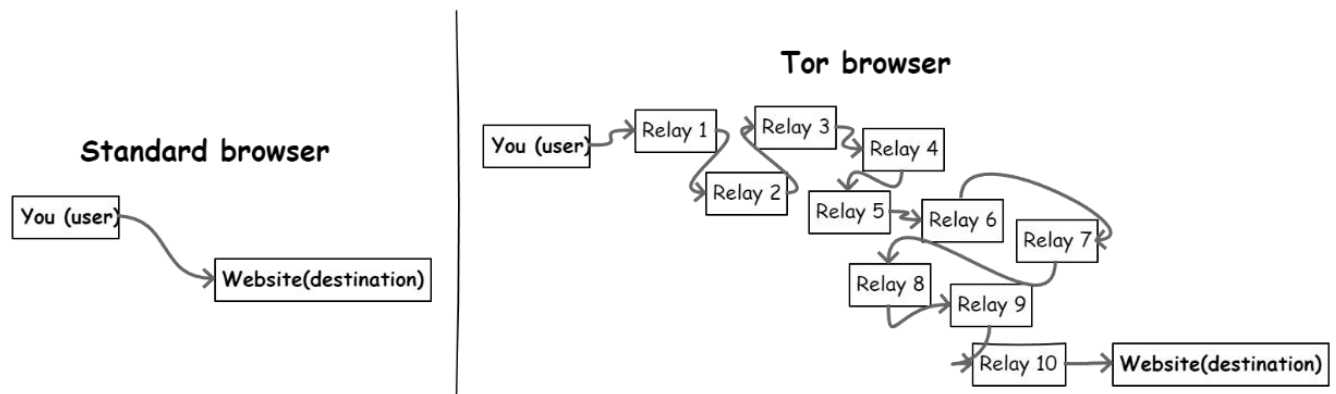 Standard browser
You (user)
Website(destination)
Tor browser
You (user)
Relay 1
Relay 2
Relay 3
Relay 4
Relay 5
Relay 6
Relay 7
Relay 8
Relay 9
Relay 10
Website(destination)